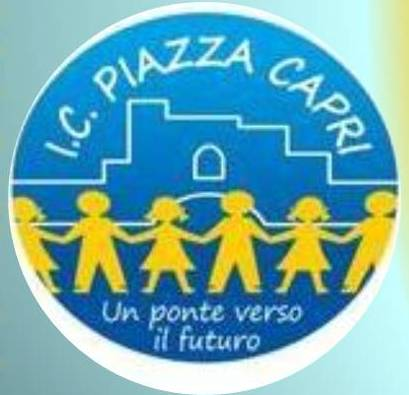 I.C. PIAZZA CAPRI
Un ponte verso
il futuro